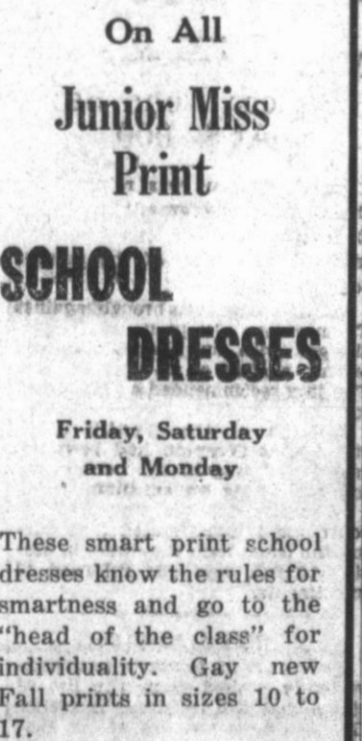 On All
Junior Miss
Print
SCHOOL
DRESSES
Friday, Saturday
and Monday
These smart print school
dresses know the rules for
smartness and go to the
"head of the class" for
individuality. Gay new
Fall prints in sizes 10 to
17.